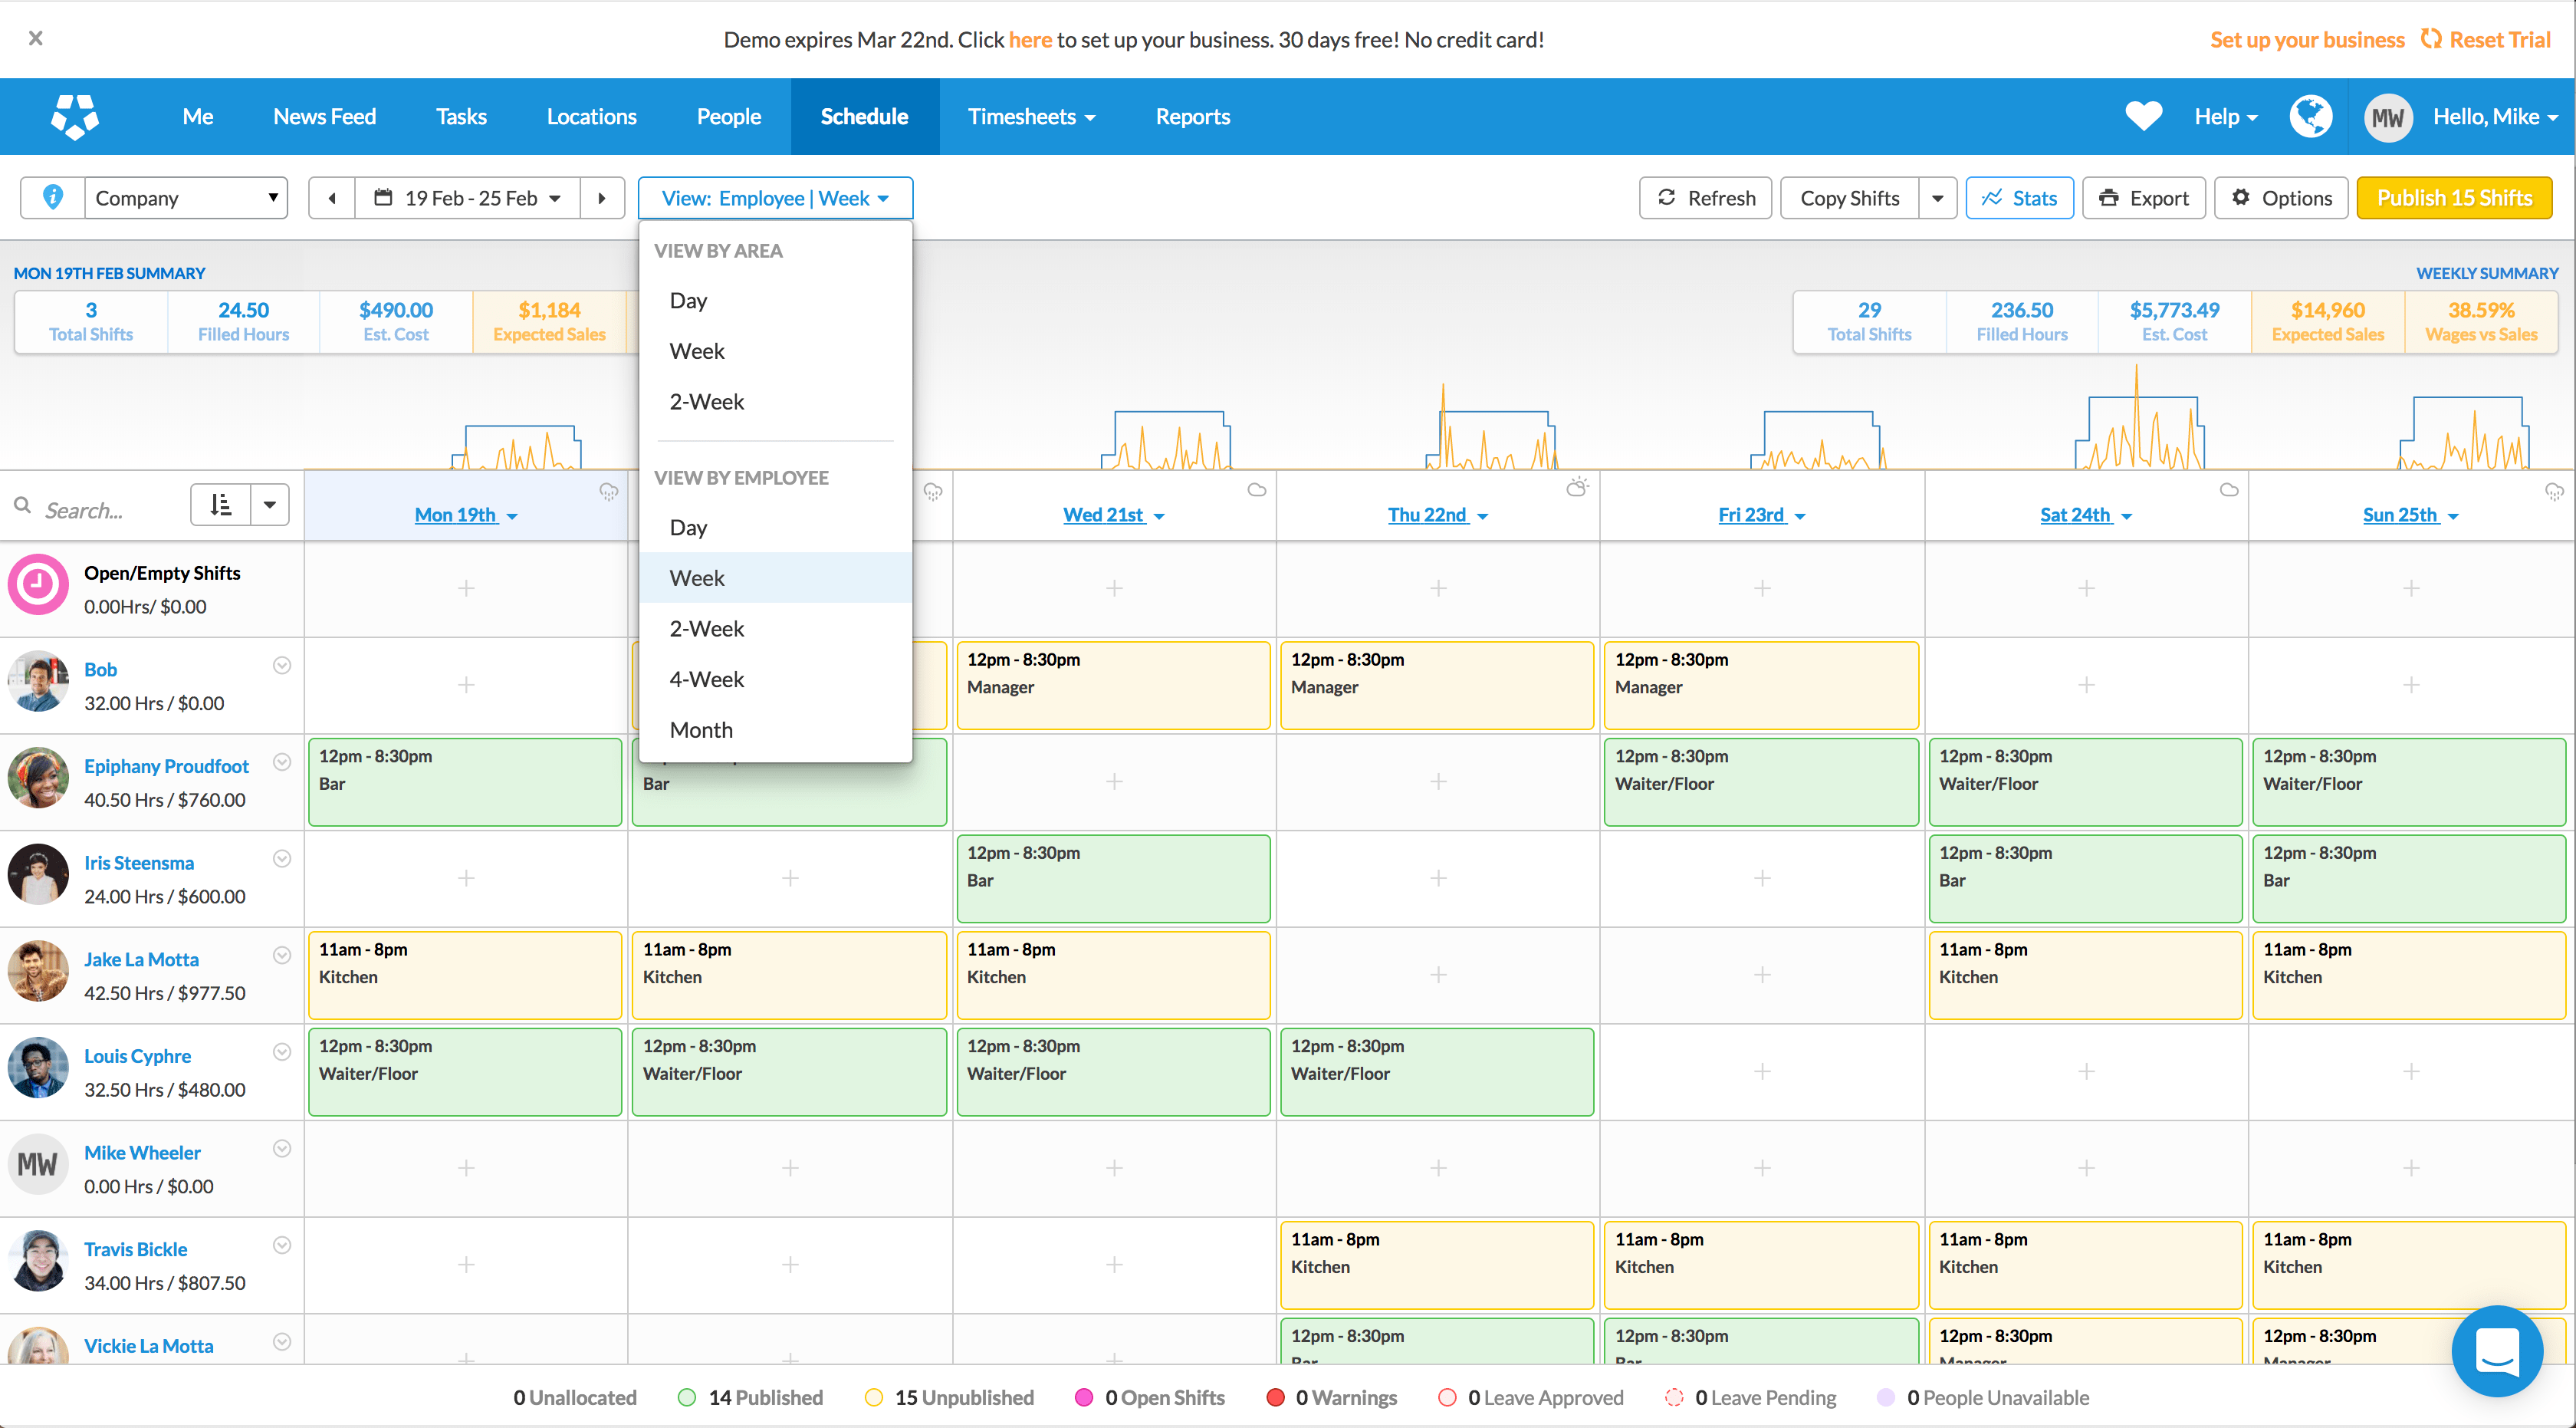 Demo expires Mar 22nd. Click here to set up your business. 30 days free! No credit card!
Set up your business Reset Trial
Me News Feed Tasks Locations People Schedule Timesheets Reports
Help MW Hello, Mike
Company 19 Feb - 25 Feb View: Employee | Week Refresh Copy Shifts Stats Export Options Publish 15 Shifts
VIEW BY AREA
Day
Week
2-Week
VIEW BY EMPLOYEE
Day
Week
2-Week
4-Week
Month
MON 19TH FEB SUMMARY
3 24.50 $490.00 $1,184
Total Shifts Filled Hours Est. Cost Expected Sales
WEEKLY SUMMARY
29 236.50 $5,773.49 $14,960 38.59%
Total Shifts Filled Hours Est. Cost Expected Sales Wages vs Sales
Search...
Mon 19th Wed 21st Thu 22nd Fri 23rd Sat 24th Sun 25th
Open/Empty Shifts
0.00Hrs/ $0.00
Bob
32.00 Hrs / $0.00
12pm - 8:30pm 12pm - 8:30pm 12pm - 8:30pm
Manager Manager Manager
Epiphany Proudfoot
40.50 Hrs / $760.00
12pm - 8:30pm 12pm - 8:30pm 12pm - 8:30pm 12pm - 8:30pm
Bar Bar Waiter/Floor Waiter/Floor Waiter/Floor
Iris Steensma
24.00 Hrs / $600.00
12pm - 8:30pm 12pm - 8:30pm 12pm - 8:30pm
Bar Bar Bar
Jake La Motta
42.50 Hrs / $977.50
11am - 8pm 11am - 8pm 11am - 8pm 11am - 8pm 11am - 8pm
Kitchen Kitchen Kitchen Kitchen Kitchen
Louis Cyphre
32.50 Hrs / $480.00
12pm - 8:30pm 12pm - 8:30pm 12pm - 8:30pm 12pm - 8:30pm
Waiter/Floor Waiter/Floor Waiter/Floor Waiter/Floor
MW
Mike Wheeler
0.00 Hrs / $0.00
Travis Bickle
34.00 Hrs / $807.50
11am - 8pm 11am - 8pm 11am - 8pm 11am - 8pm
Kitchen Kitchen Kitchen Kitchen
Vickie La Motta
12pm - 8:30pm 12pm - 8:30pm 12pm - 8:30pm 12pm - 8:30pm
Bar Bar Manager Manager
0 Unallocated 14 Published 15 Unpublished 0 Open Shifts 0 Warnings 0 Leave Approved 0 Leave Pending 0 People Unavailable